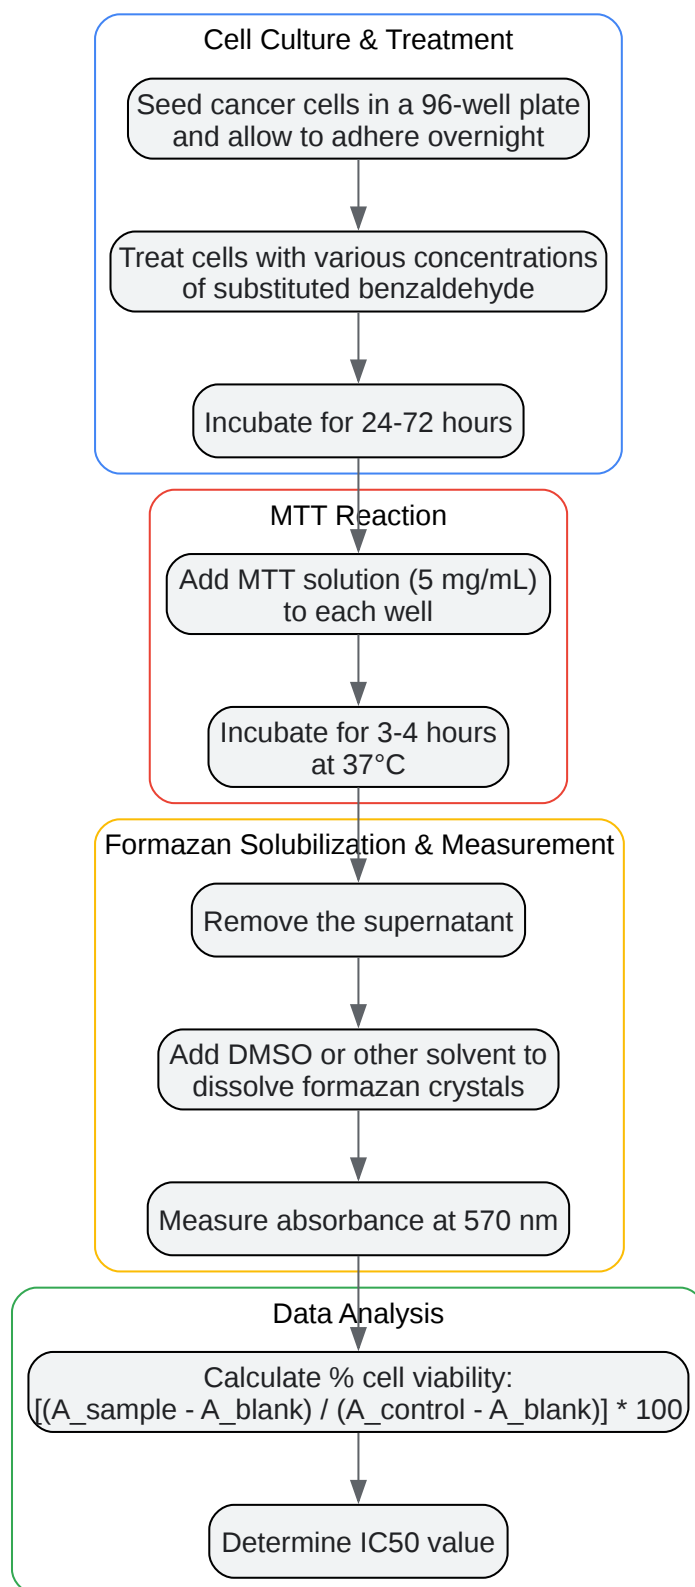 Cell Culture & Treatment
Seed cancer cells in a 96-well plate
and allow to adhere overnight
Treat cells with various concentrations
of substituted benzaldehyde
Incubate for 24-72 hours
MTT Reaction
Add MTT solution (5 mg/mL)
to each well
Incubate for 3-4 hours
at 37°C
Formazan Solubilization & Measurement
Remove the supernatant
Add DMSO or other solvent to
dissolve formazan crystals
Measure absorbance at 570 nm
Data Analysis
Calculate % cell viability:
[(A_sample - A_blank) / (A_control - A_blank)] * 100
Determine IC50 value